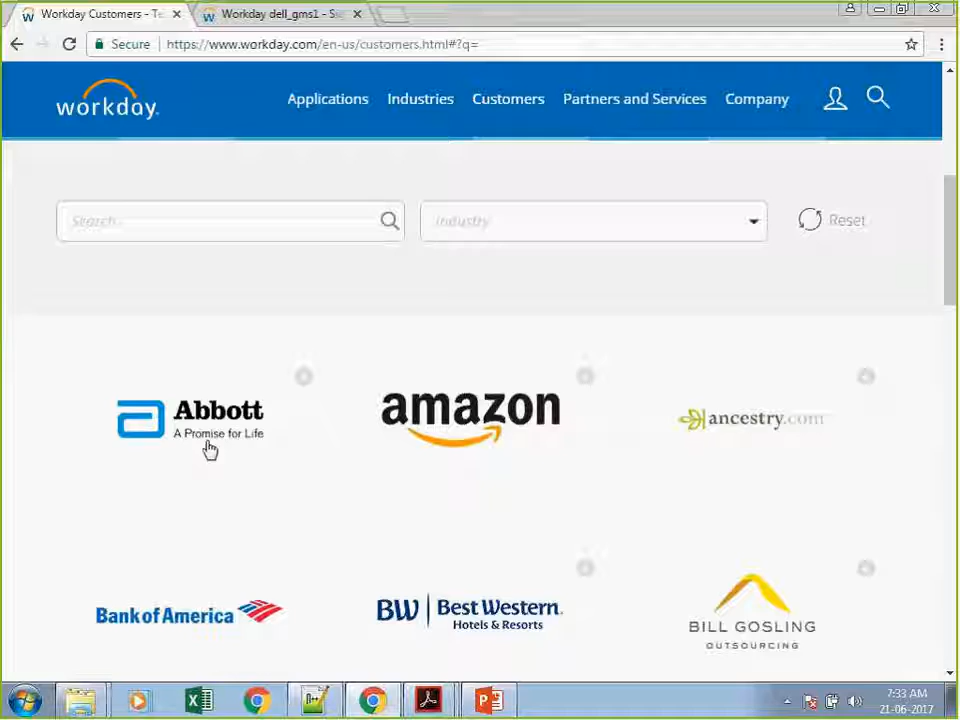 Workday Customers - Te
Workday dell_gms1 - S
Secure
https://www.workday.com/en-us/customers.html#?q=
workday.
Applications
Industries
Customers
Partners and Services
Company
Search...
Industry
Reset
Abbott
A Promise for Life
amazon
ancestry.com
Bank of America
BW
Best Western.
Hotels & Resorts
BILL GOSLING
OUTSOURCING
7:33 AM
21-06-2017